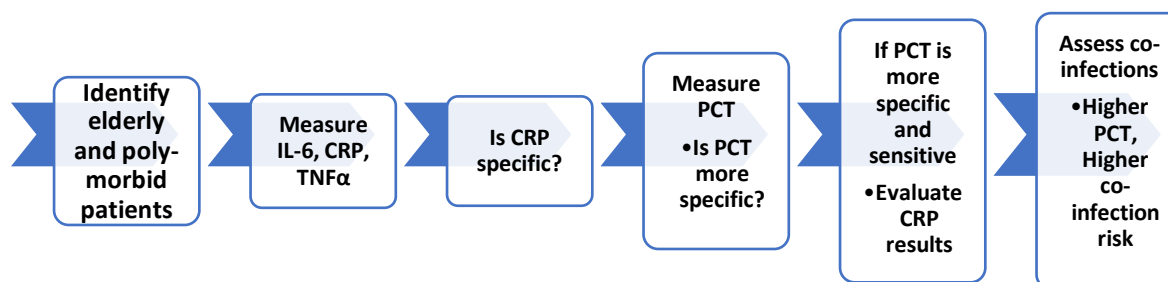 Identify
elderly
and poly-
morbid
patients
Measure
IL-6, CRP,
TNFα
Is CRP
specific?
Measure
PCT
•Is PCT
more
specific?
If PCT is
more
specific
and
sensitive
•Evaluate
CRP
results
Assess co-
infections
•Higher
PCT,
Higher
co-
infection
risk